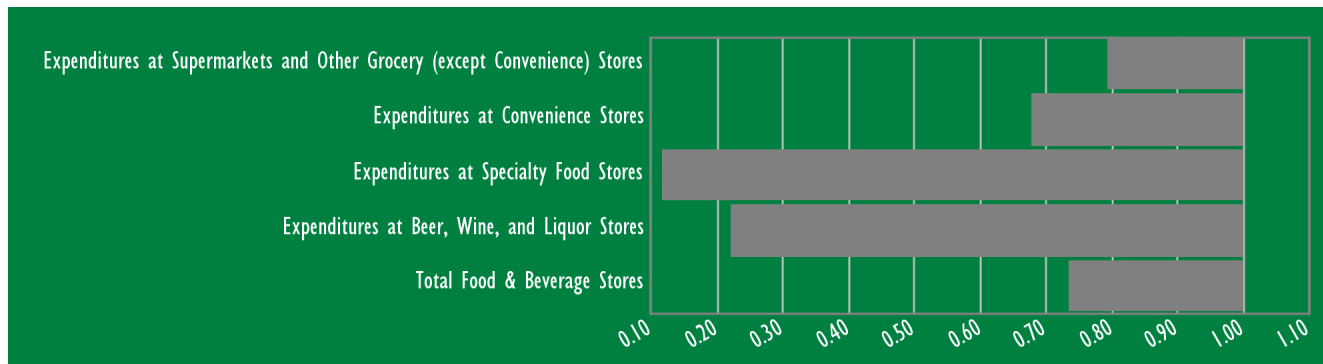 Expenditures at Supermarkets and Other Grocery (except Convenience) Stores
Expenditures at Convenience Stores
Expenditures at Specialty Food Stores
Expenditures at Beer, Wine, and Liquor Stores
Total Food & Beverage Stores
0.10 0.20 0.30 0.40 0.50 0.60 0.70 0.80 0.90 1.00 1.10